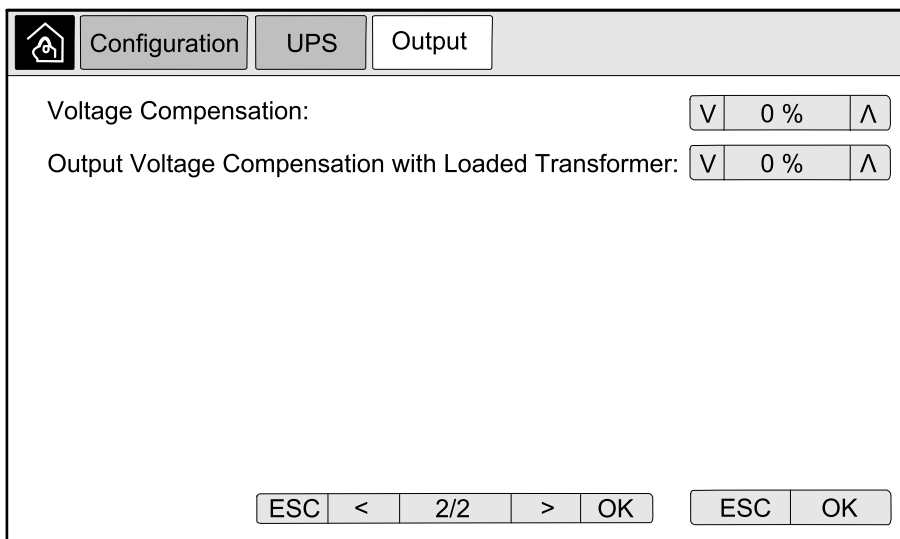 Configuration UPS Output
Voltage Compensation: V 0 % Λ
Output Voltage Compensation with Loaded Transformer: V 0 % Λ
ESC < 2/2 > OK ESC OK